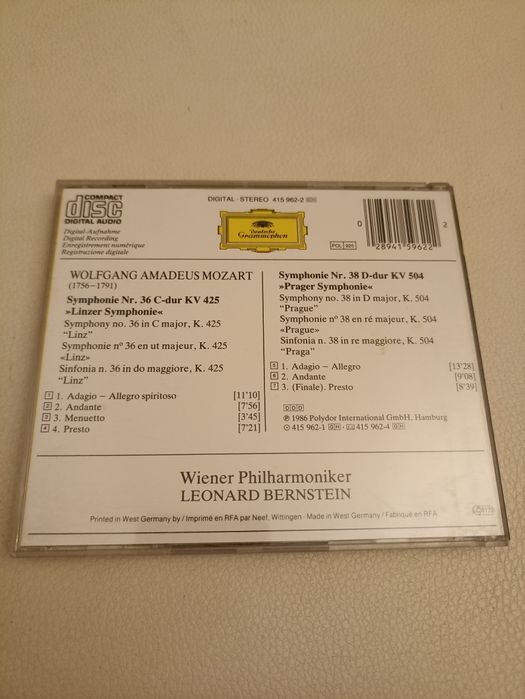 COMPACT
disc
DIGITAL AUDIO
Digital-Aufnahme
Digital Recording
Enregistrement numérique
Registrazione digitale
DIGITAL · STEREO 415 962-2 GH
Deutsche
Grammophon
POL 925
0 28941 59622 2
WOLFGANG AMADEUS MOZART
(1756–1791)
Symphonie Nr. 36 C-dur KV 425
»Linzer Symphonie«
Symphony no. 36 in C major, K. 425
“Linz”
Symphonie n° 36 en ut majeur, K. 425
«Linz»
Sinfonia n. 36 in do maggiore, K. 425
“Linz”
1 1. Adagio – Allegro spiritoso [11'10]
2 2. Andante [7'56]
3 3. Menuetto [3'45]
4 4. Presto [7'21]
Symphonie Nr. 38 D-dur KV 504
»Prager Symphonie«
Symphony no. 38 in D major, K. 504
“Prague”
Symphonie n° 38 en ré majeur, K. 504
«Prague»
Sinfonia n. 38 in re maggiore, K. 504
“Praga”
5 1. Adagio – Allegro [13'28]
6 2. Andante [9'08]
7 3. (Finale). Presto [8'39]
DDD
℗ 1986 Polydor International GmbH, Hamburg
415 962-1 GH · 415 962-4 GH
Wiener Philharmoniker
LEONARD BERNSTEIN
Printed in West Germany by / Imprimé en RFA par Neef, Wittingen · Made in West Germany / Fabriqué en RFA